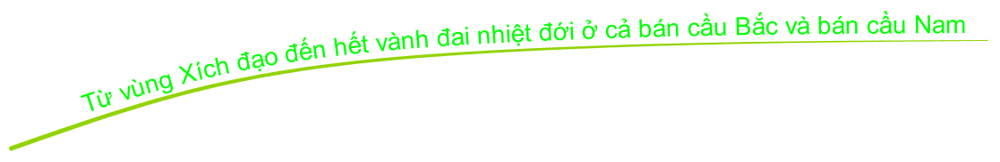 Từ vùng Xích đạo đến hết vành đai nhiệt đới ở cả bán cầu Bắc và bán cầu Nam